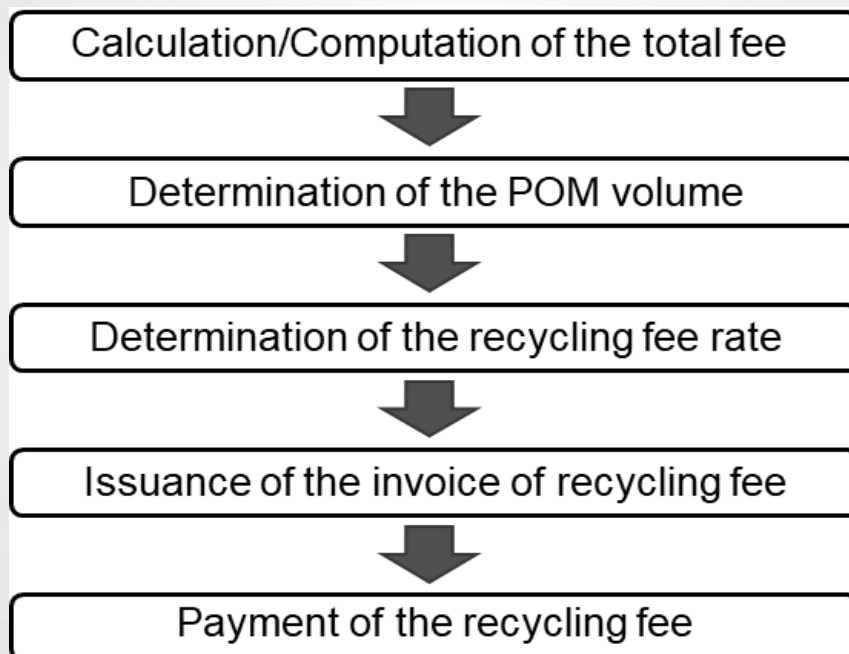 Calculation/Computation of the total fee
Determination of the POM volume
Determination of the recycling fee rate
Issuance of the invoice of recycling fee
Payment of the recycling fee